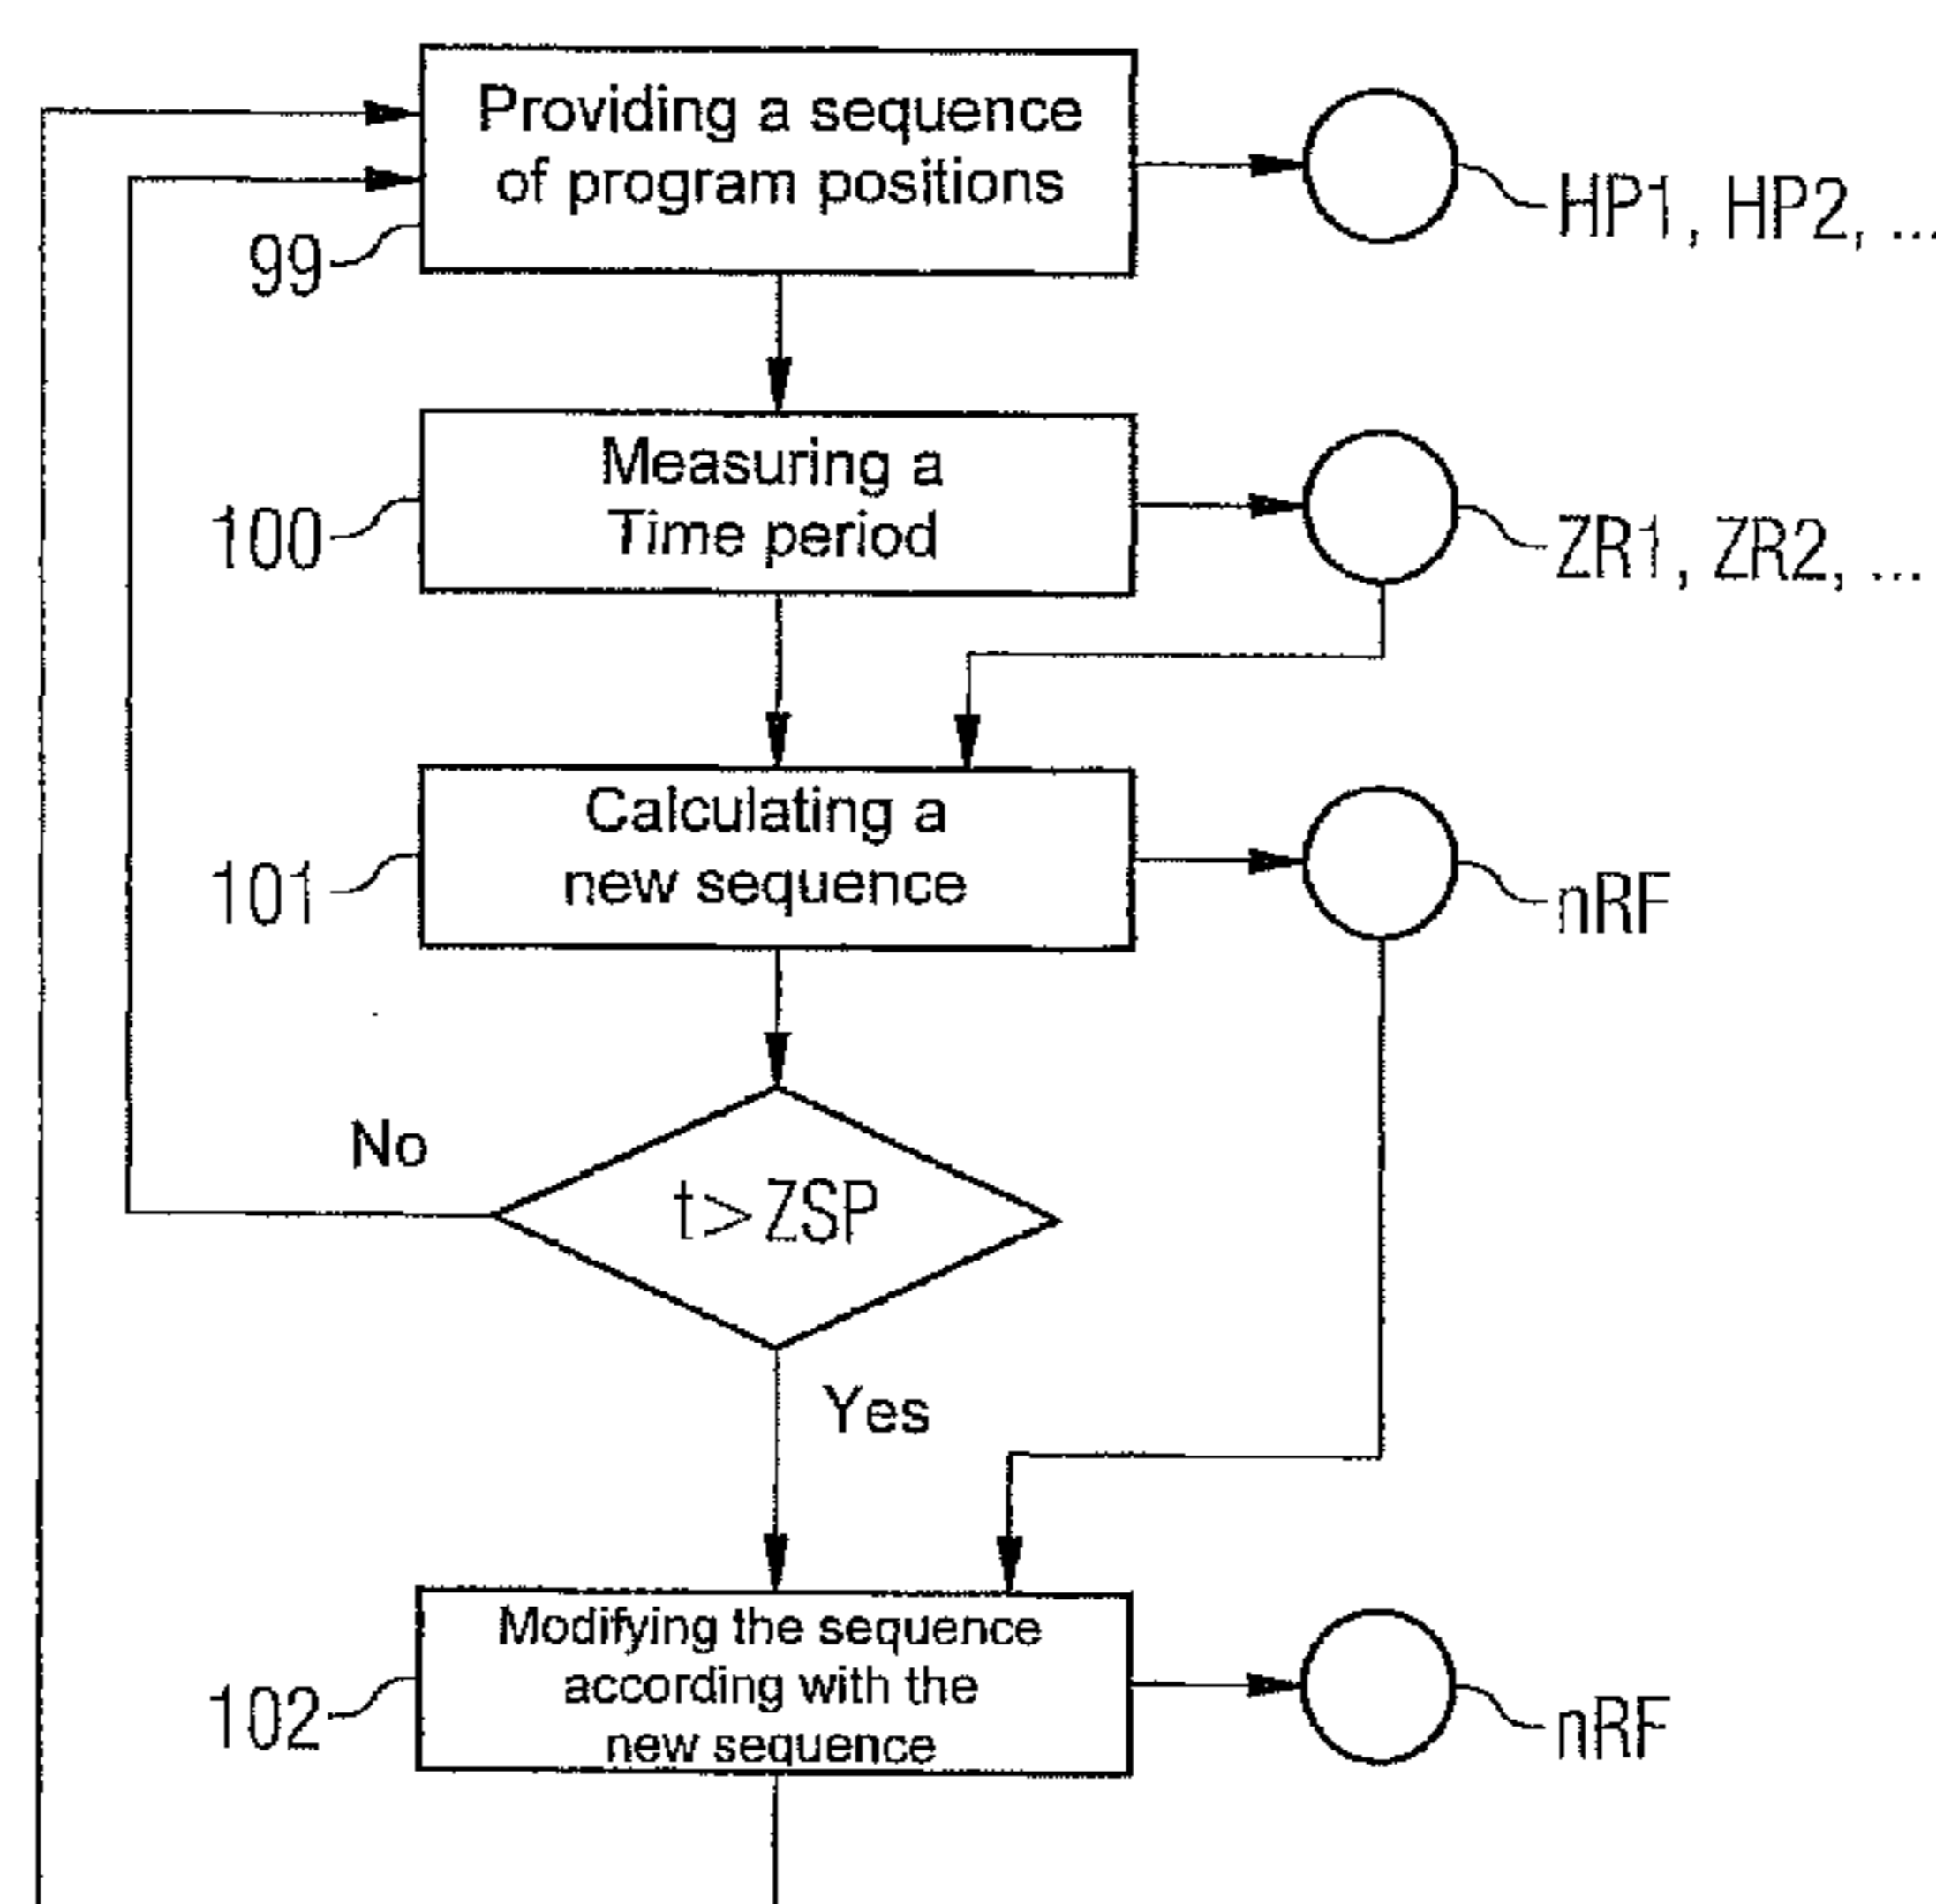 Providing a sequence
of program positions
99
HP1, HP2, ...
Measuring a
Time period
100
ZR1, ZR2, ...
Calculating a
new sequence
101
nRF
No
t>ZSP
Yes
Modifying the sequence
according with the
new sequence
102
nRF